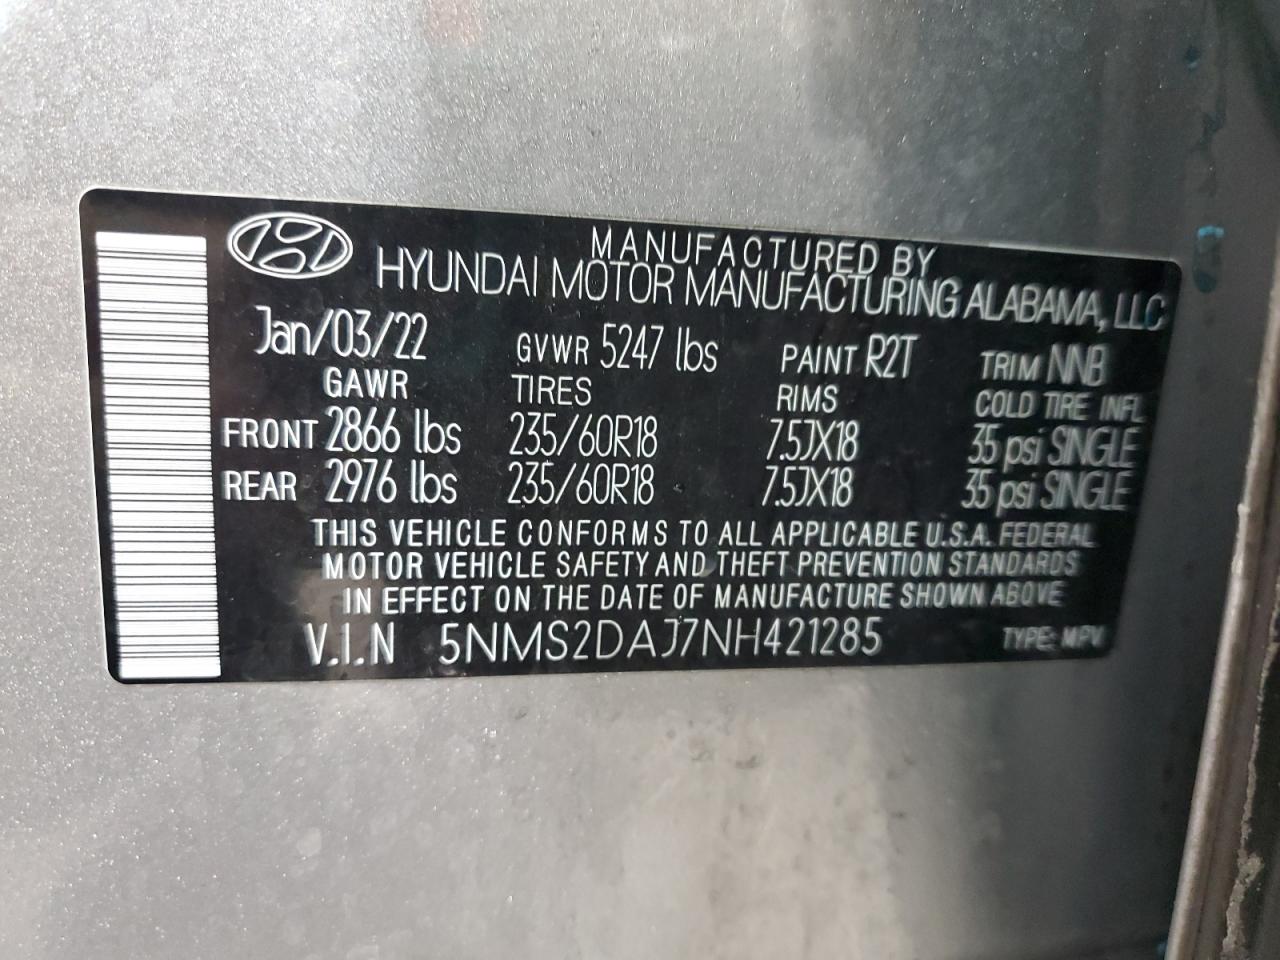 MANUFACTURED BY
HYUNDAI MOTOR MANUFACTURING ALABAMA, LLC
Jan/03/22 GVWR 5247 lbs PAINT R2T TRIM NNB
GAWR TIRES RIMS COLD TIRE INFL
FRONT 2866 lbs 235/60R18 7.5JX18 35 psi SINGLE
REAR 2976 lbs 235/60R18 7.5JX18 35 psi SINGLE
THIS VEHICLE CONFORMS TO ALL APPLICABLE U.S.A. FEDERAL
MOTOR VEHICLE SAFETY AND THEFT PREVENTION STANDARDS
IN EFFECT ON THE DATE OF MANUFACTURE SHOWN ABOVE
V.I.N 5NMS2DAJ7NH421285 TYPE: MPV